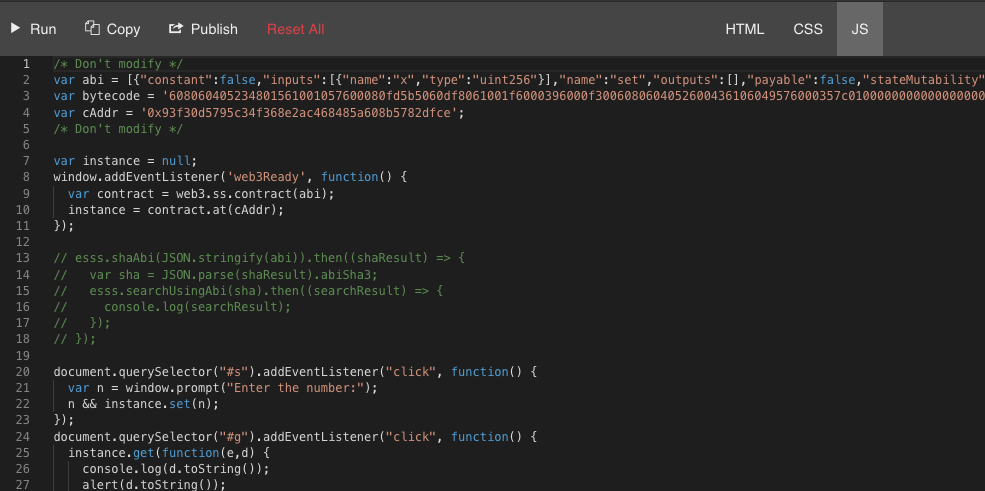 Run Copy Publish Reset All HTML CSS JS
1 /* Don't modify */
2 var abi = [{"constant":false,"inputs":[{"name":"x","type":"uint256"}],"name":"set","outputs":[],"payable":false,"stateMutability"
3 var bytecode = '6080604052348015610010576000080fd5b5060df8061001f6000396000f3006080604052600436106049576000357c0100000000000000000
4 var cAddr = '0x93f30d5795c34f368e2ac468485a608b5782dfce';
5 /* Don't modify */
6
7 var instance = null;
8 window.addEventListener('web3Ready', function() {
9 var contract = web3.ss.contract(abi);
10 instance = contract.at(cAddr);
11 });
12
13 // esss.shaAbi(JSON.stringify(abi)).then((shaResult) => {
14 // var sha = JSON.parse(shaResult).abiSha3;
15 // esss.searchUsingAbi(sha).then((searchResult) => {
16 // console.log(searchResult);
17 // });
18 // });
19
20 document.querySelector("#s").addEventListener("click", function() {
21 var n = window.prompt("Enter the number:");
22 n && instance.set(n);
23 });
24 document.querySelector("#g").addEventListener("click", function() {
25 instance.get(function(e,d) {
26 console.log(d.toString());
27 alert(d.toString());